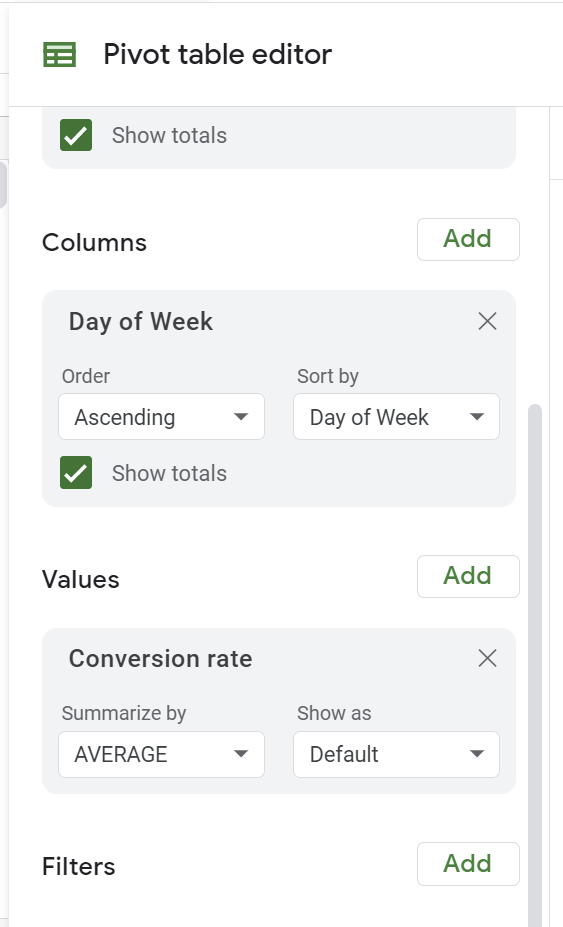 Pivot table editor
Show totals
Columns Add
Day of Week
Order Sort by
Ascending Day of Week
Show totals
Values Add
Conversion rate
Summarize by Show as
AVERAGE Default
Filters Add